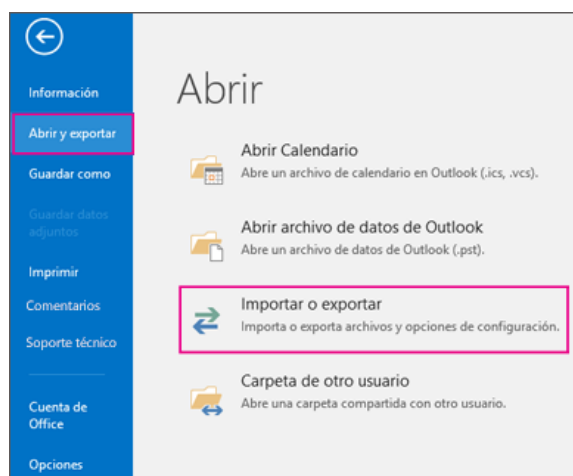 Información
Abrir y exportar
Guardar como
Guardar datos
adjuntos
Imprimir
Comentarios
Soporte técnico
Cuenta de
Office
Opciones
Abrir
Abrir Calendario
Abre un archivo de calendario en Outlook (.ics, .vcs).
Abrir archivo de datos de Outlook
Abre un archivo de datos de Outlook (.pst).
Importar o exportar
Importa o exporta archivos y opciones de configuración.
Carpeta de otro usuario
Abre una carpeta compartida con otro usuario.